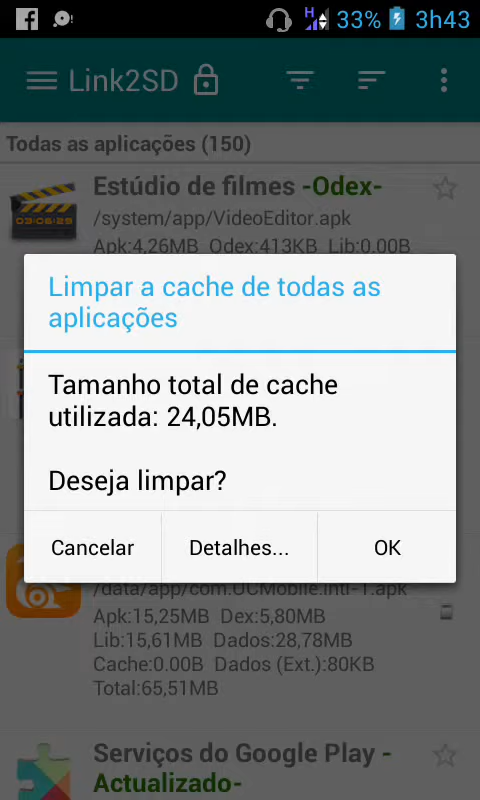 H 33% 3h43
Link2SD
Todas as aplicações (150)
Estúdio de filmes -Odex-
/system/app/VideoEditor.apk
Apk:4,26MB Odex:413KB Lib:0.00B
Limpar a cache de todas as
aplicações
Tamanho total de cache
utilizada: 24,05MB.
Deseja limpar?
Cancelar Detalhes... OK
/data/app/com.UCMobile.intl-1.apk
Apk:15,25MB Dex:5,80MB
Lib:15,61MB Dados:28,78MB
Cache:0.00B Dados (Ext.):80KB
Total:65,51MB
Serviços do Google Play -
Actualizado-